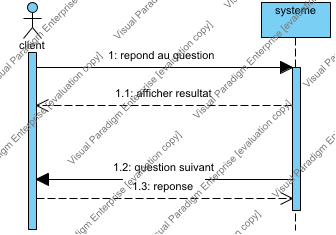 systeme
client
1: repond au question
1.1: afficher resultat
1.2: question suivant
1.3: reponse
Visual Paradigm Enterprise [evaluation copy]
Visual Paradigm Enterprise [evaluation copy]
Visual Paradigm Enterprise [evaluation copy]